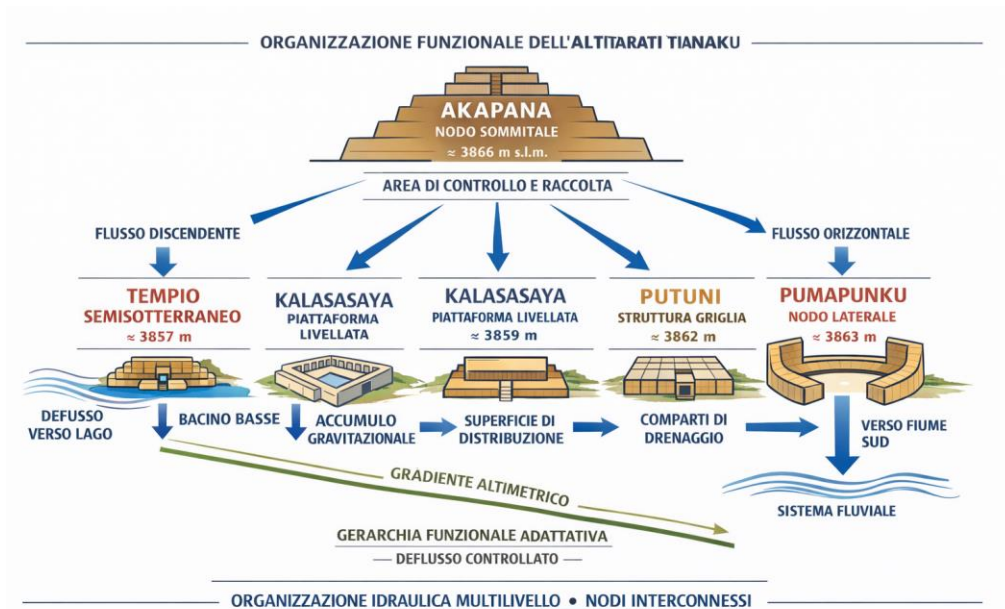 ORGANIZZAZIONE FUNZIONALE DELL'ALTITARATI TIANAKU
AKAPANA
NODO SOMMITALE
≈ 3866 m s.l.m.
AREA DI CONTROLLO E RACCOLTA
FLUSSO DISCENDENTE
FLUSSO ORIZZONTALE
TEMPIO
SEMISOTTERRANEO
≈ 3857 m
KALASASAYA
PIATTAFORMA
LIVELLATA
KALASASAYA
PIATTAFORMA LIVELLATA
≈ 3859 m
PUTUNI
STRUTTURA GRIGLIA
≈ 3862 m
PUMAPUNKU
NODO LATERALE
≈ 3863 m
DEFUSSO
VERSO LAGO
BACINO BASSE
ACCUMULO
GRAVITAZIONALE
SUPERFICIE DI
DISTRIBUZIONE
COMPARTI DI
DRENAGGIO
VERSO FIUME
SUD
GRADIENTE ALTIMETRICO
SISTEMA FLUVIALE
GERARCHIA FUNZIONALE ADATTATIVA
— DEFLUSSO CONTROLLATO —
ORGANIZZAZIONE IDRAULICA MULTILIVELLO • NODI INTERCONNESSI